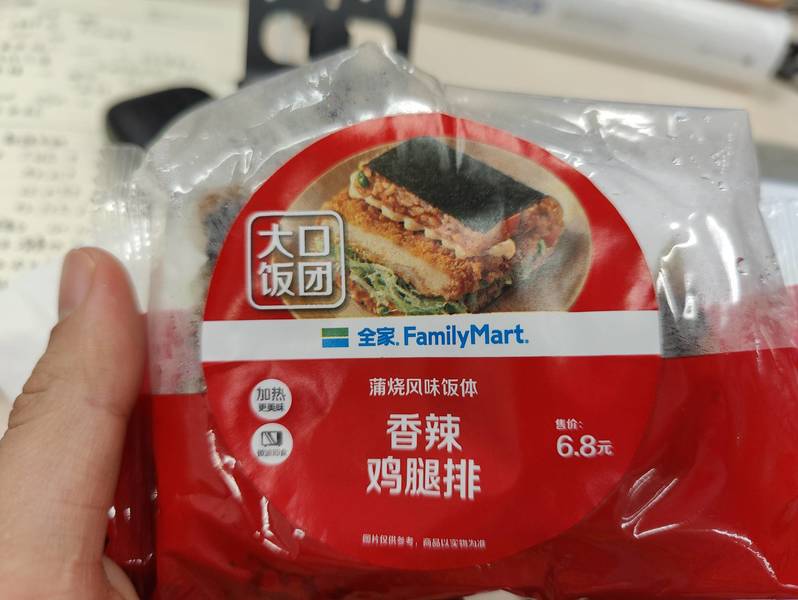 大口
饭团
全家 FamilyMart
蒲烧风味饭体
加热
更美味
香辣
鸡腿排
售价:
6.8元
图片仅供参考,商品以实物为准